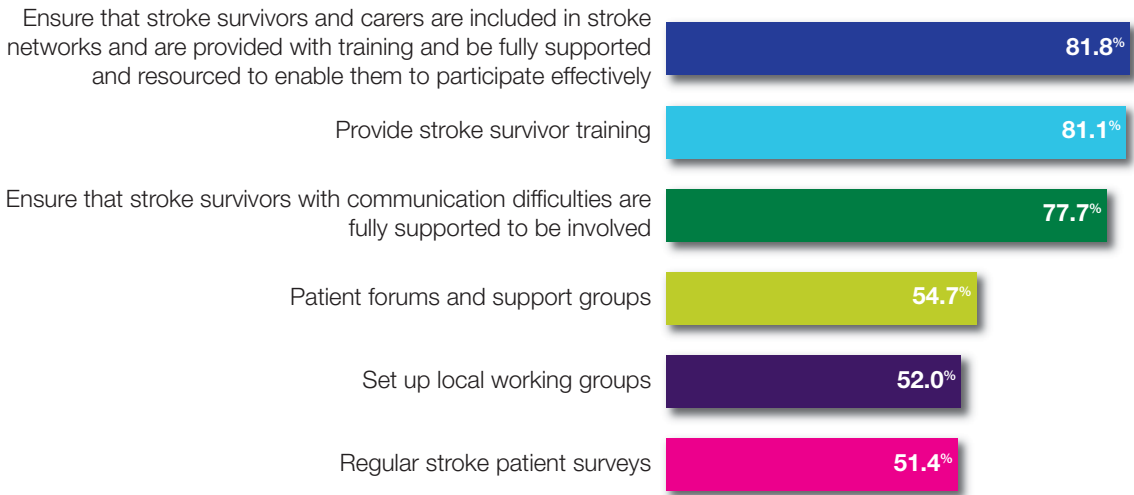 Ensure that stroke survivors and carers are included in stroke
networks and are provided with training and be fully supported
and resourced to enable them to participate effectively
81.8%
Provide stroke survivor training
81.1%
Ensure that stroke survivors with communication difficulties are
fully supported to be involved
77.7%
Patient forums and support groups
54.7%
Set up local working groups
52.0%
Regular stroke patient surveys
51.4%